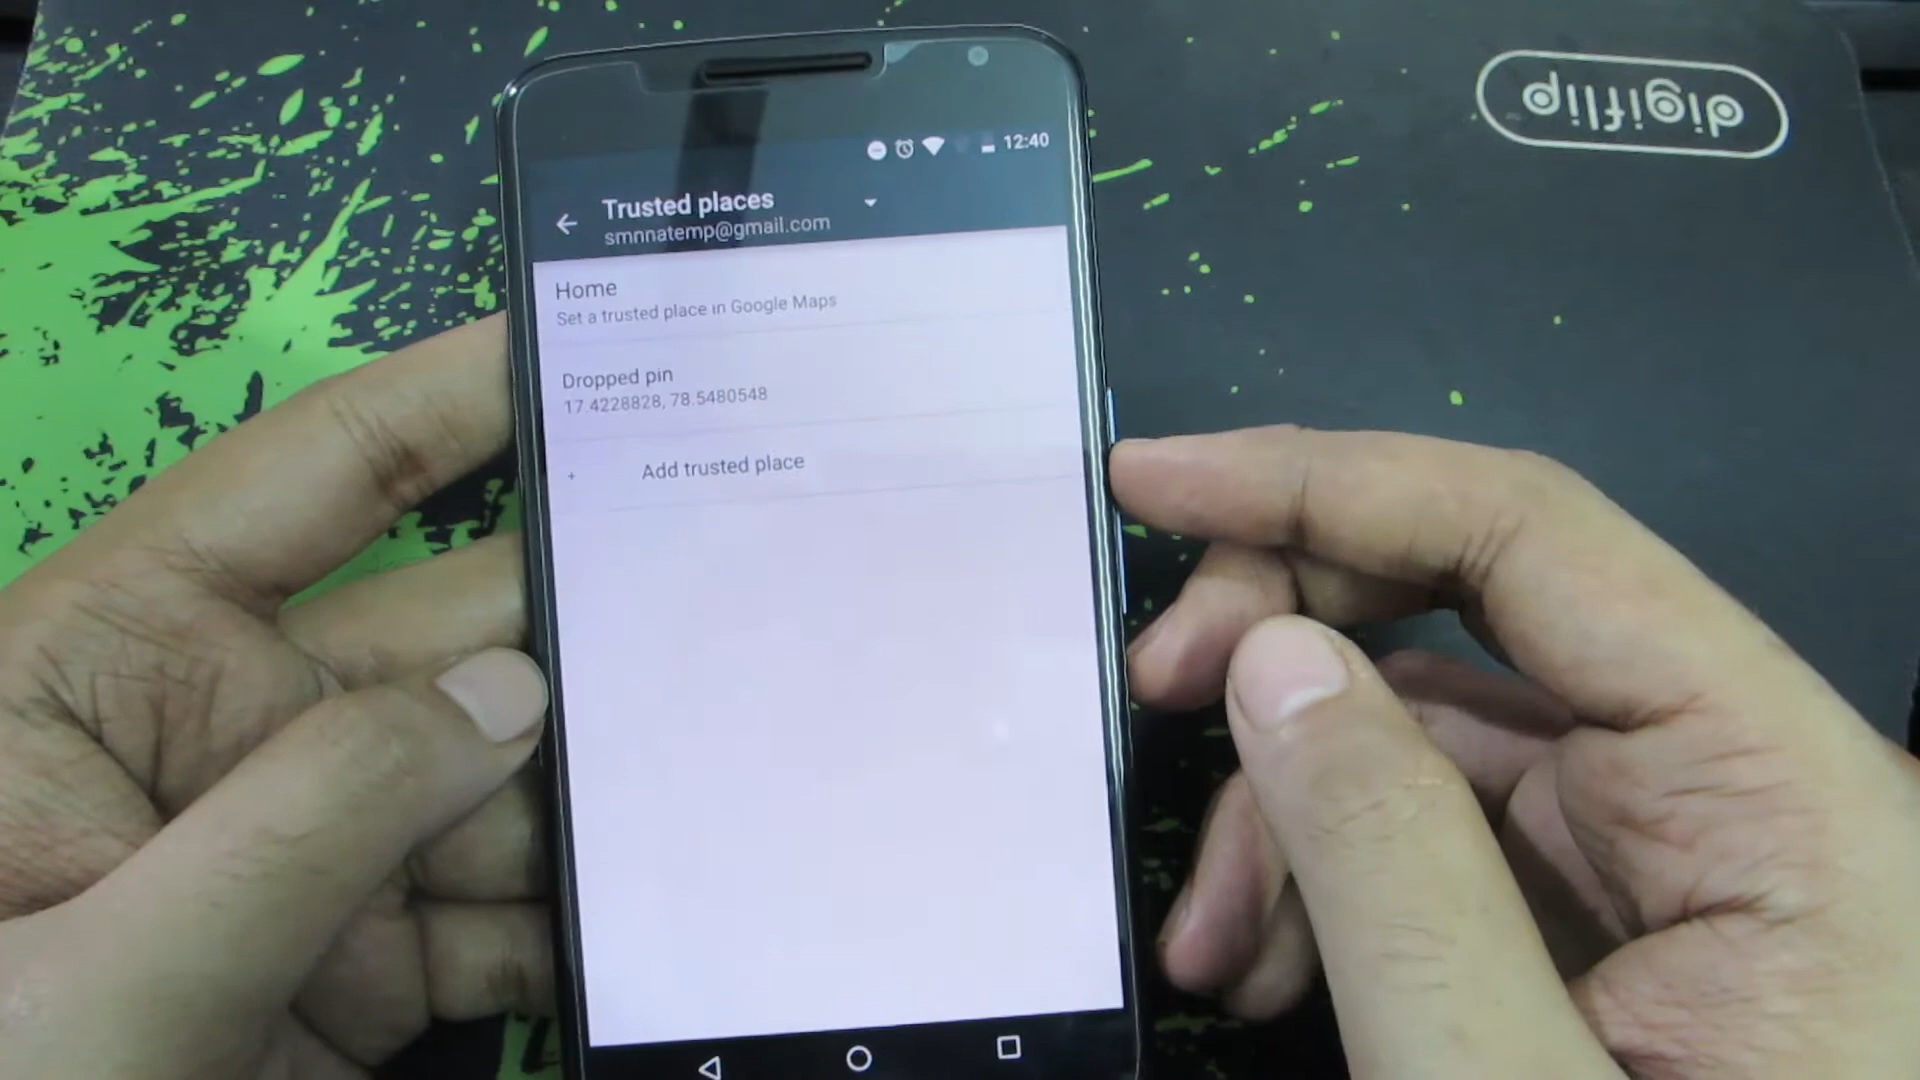 digiflip
12:40
Trusted places
smnnatemp@gmail.com
Home
Set a trusted place in Google Maps
Dropped pin
17.4228828, 78.5480548
+ Add trusted place